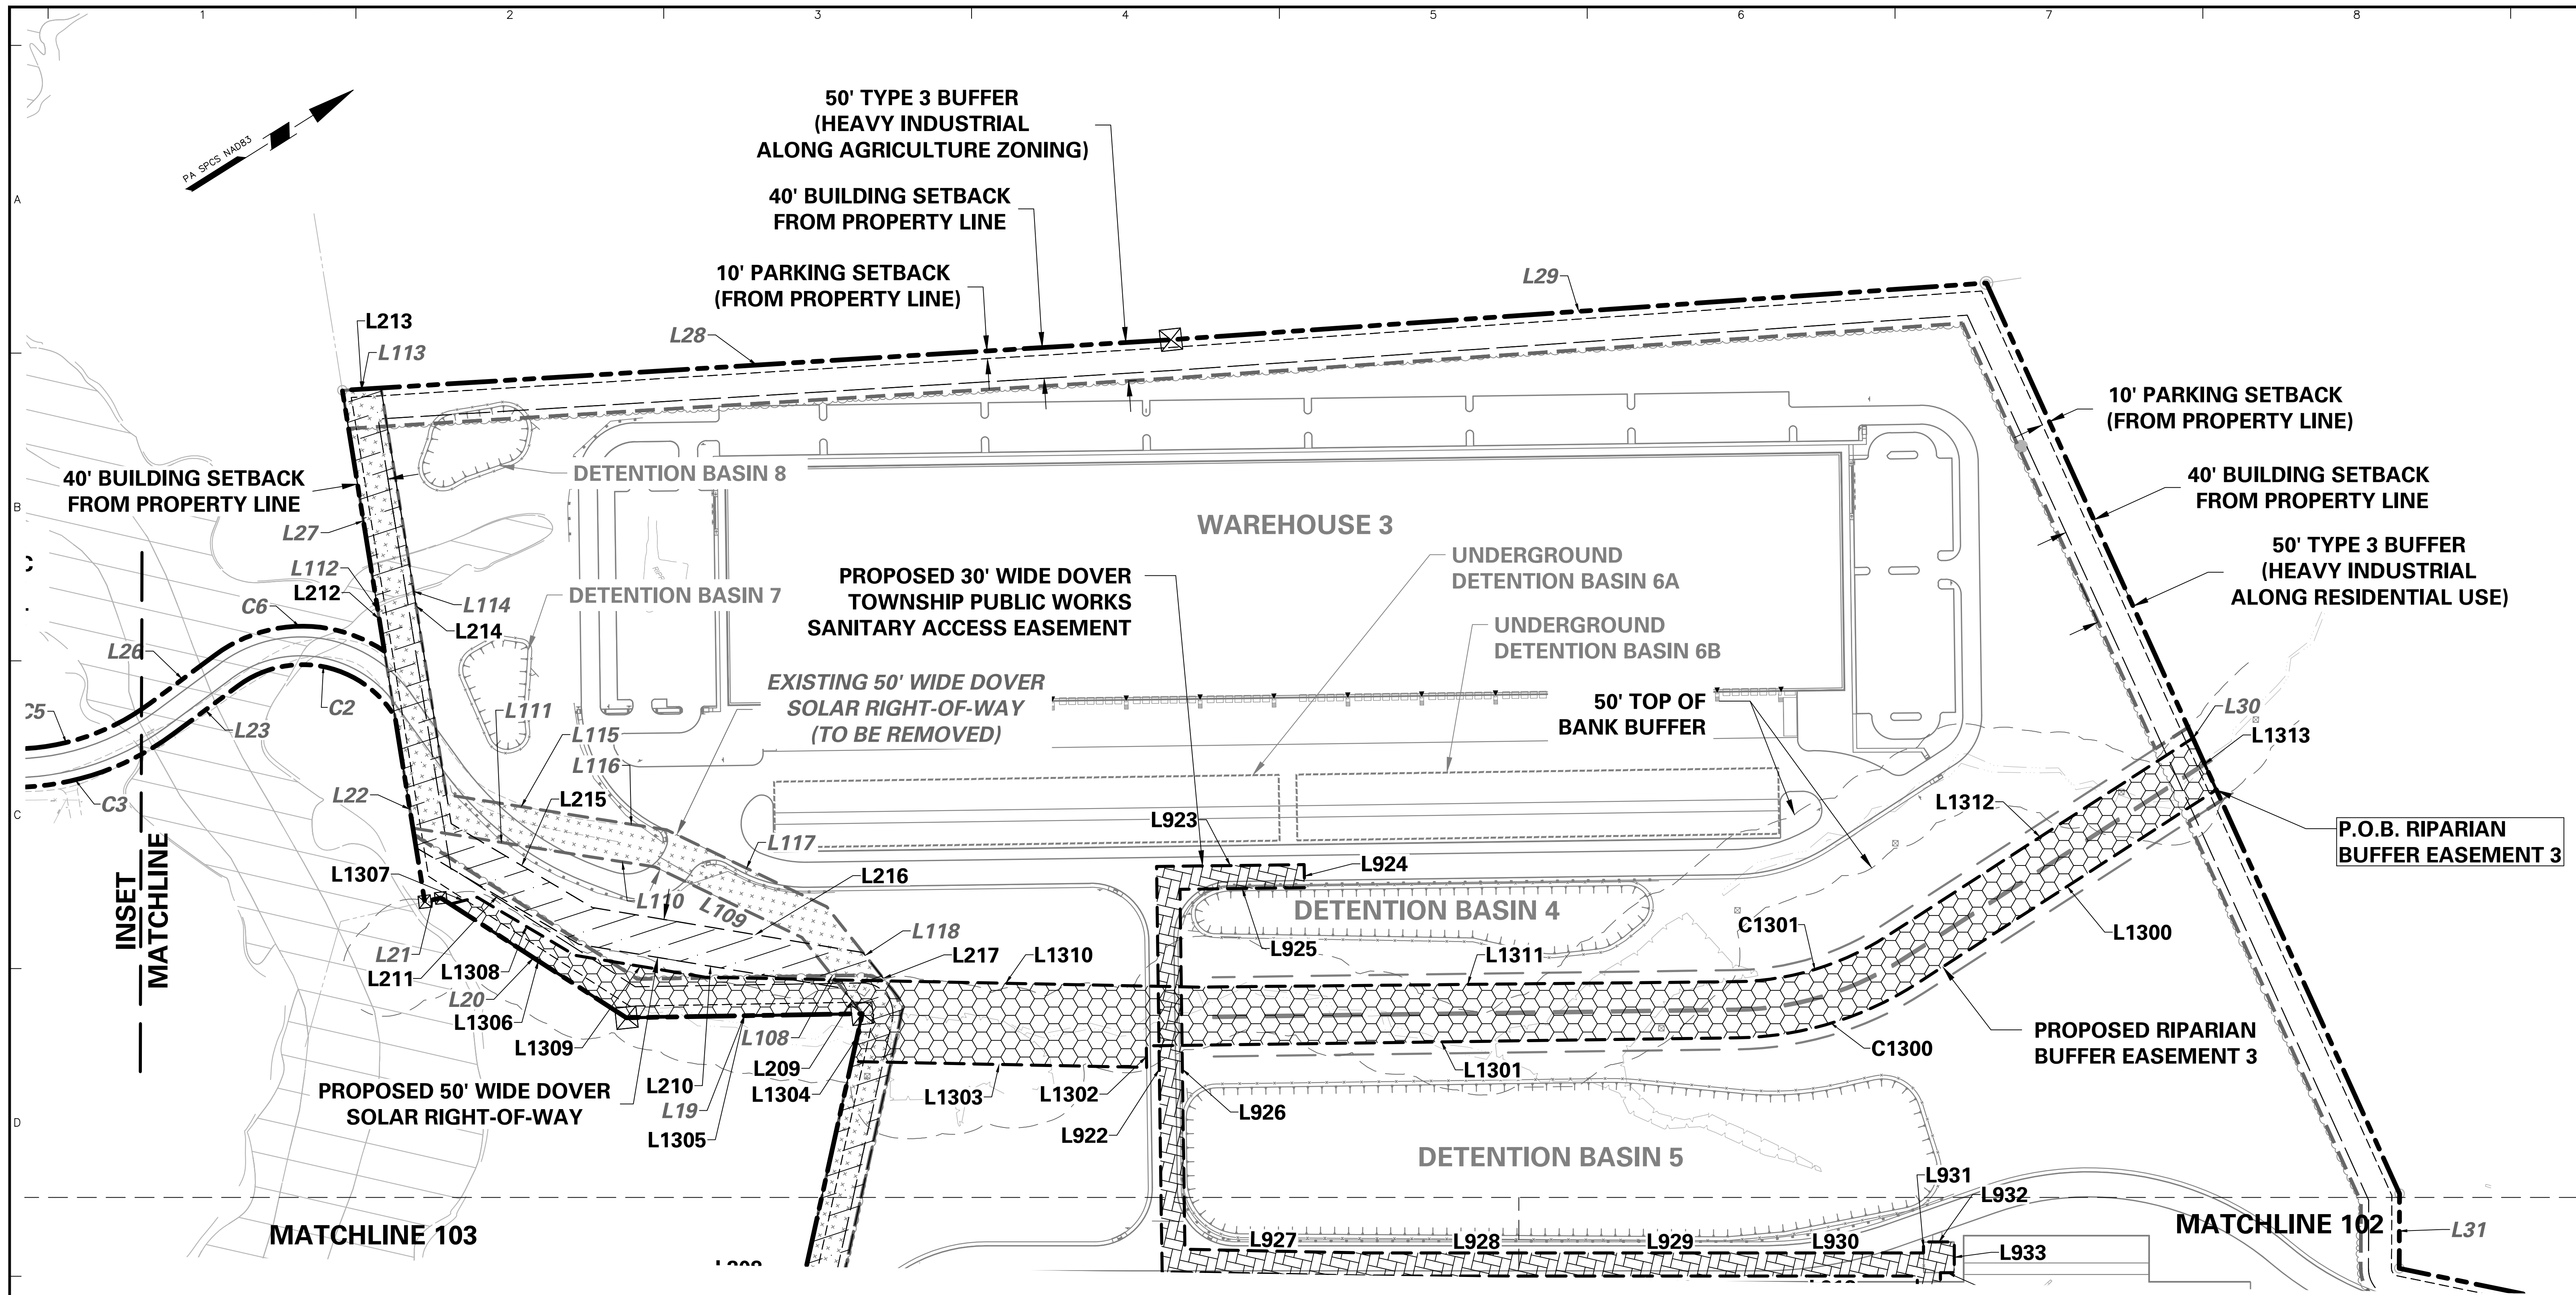 1 2 3 4 5 6 7 8
PA SPCS NAD83
50' TYPE 3 BUFFER
(HEAVY INDUSTRIAL
ALONG AGRICULTURE ZONING)
A
40' BUILDING SETBACK
FROM PROPERTY LINE
10' PARKING SETBACK
(FROM PROPERTY LINE)
L29
L213
L28
L113
10' PARKING SETBACK
(FROM PROPERTY LINE)
40' BUILDING SETBACK
FROM PROPERTY LINE
DETENTION BASIN 8
40' BUILDING SETBACK
FROM PROPERTY LINE
B
WAREHOUSE 3
L27
50' TYPE 3 BUFFER
(HEAVY INDUSTRIAL
ALONG RESIDENTIAL USE)
UNDERGROUND
DETENTION BASIN 6A
PROPOSED 30' WIDE DOVER
TOWNSHIP PUBLIC WORKS
SANITARY ACCESS EASEMENT
L112
L212
DETENTION BASIN 7
C6
L114
L214
UNDERGROUND
DETENTION BASIN 6B
L26
EXISTING 50' WIDE DOVER
SOLAR RIGHT-OF-WAY
(TO BE REMOVED)
50' TOP OF
BANK BUFFER
C5
C2
L111
L30
L23
L115
L1313
L116
L22
L215
C3
C
L1312
L923
P.O.B. RIPARIAN
BUFFER EASEMENT 3
L117
L924
L1307
L216
INSET
MATCHLINE
L110
L109
DETENTION BASIN 4
C1301
L118
L1300
L21
L925
L217
L1310
L1311
L211
L1308
L20
L1306
PROPOSED RIPARIAN
BUFFER EASEMENT 3
L108
L1309
C1300
L209
L1301
L210
PROPOSED 50' WIDE DOVER
SOLAR RIGHT-OF-WAY
L1304
L1303
L1302
L19
L926
D
L1305
L922
DETENTION BASIN 5
L931
L932
MATCHLINE 103
MATCHLINE 102
L31
L927
L928
L929
L930
L933